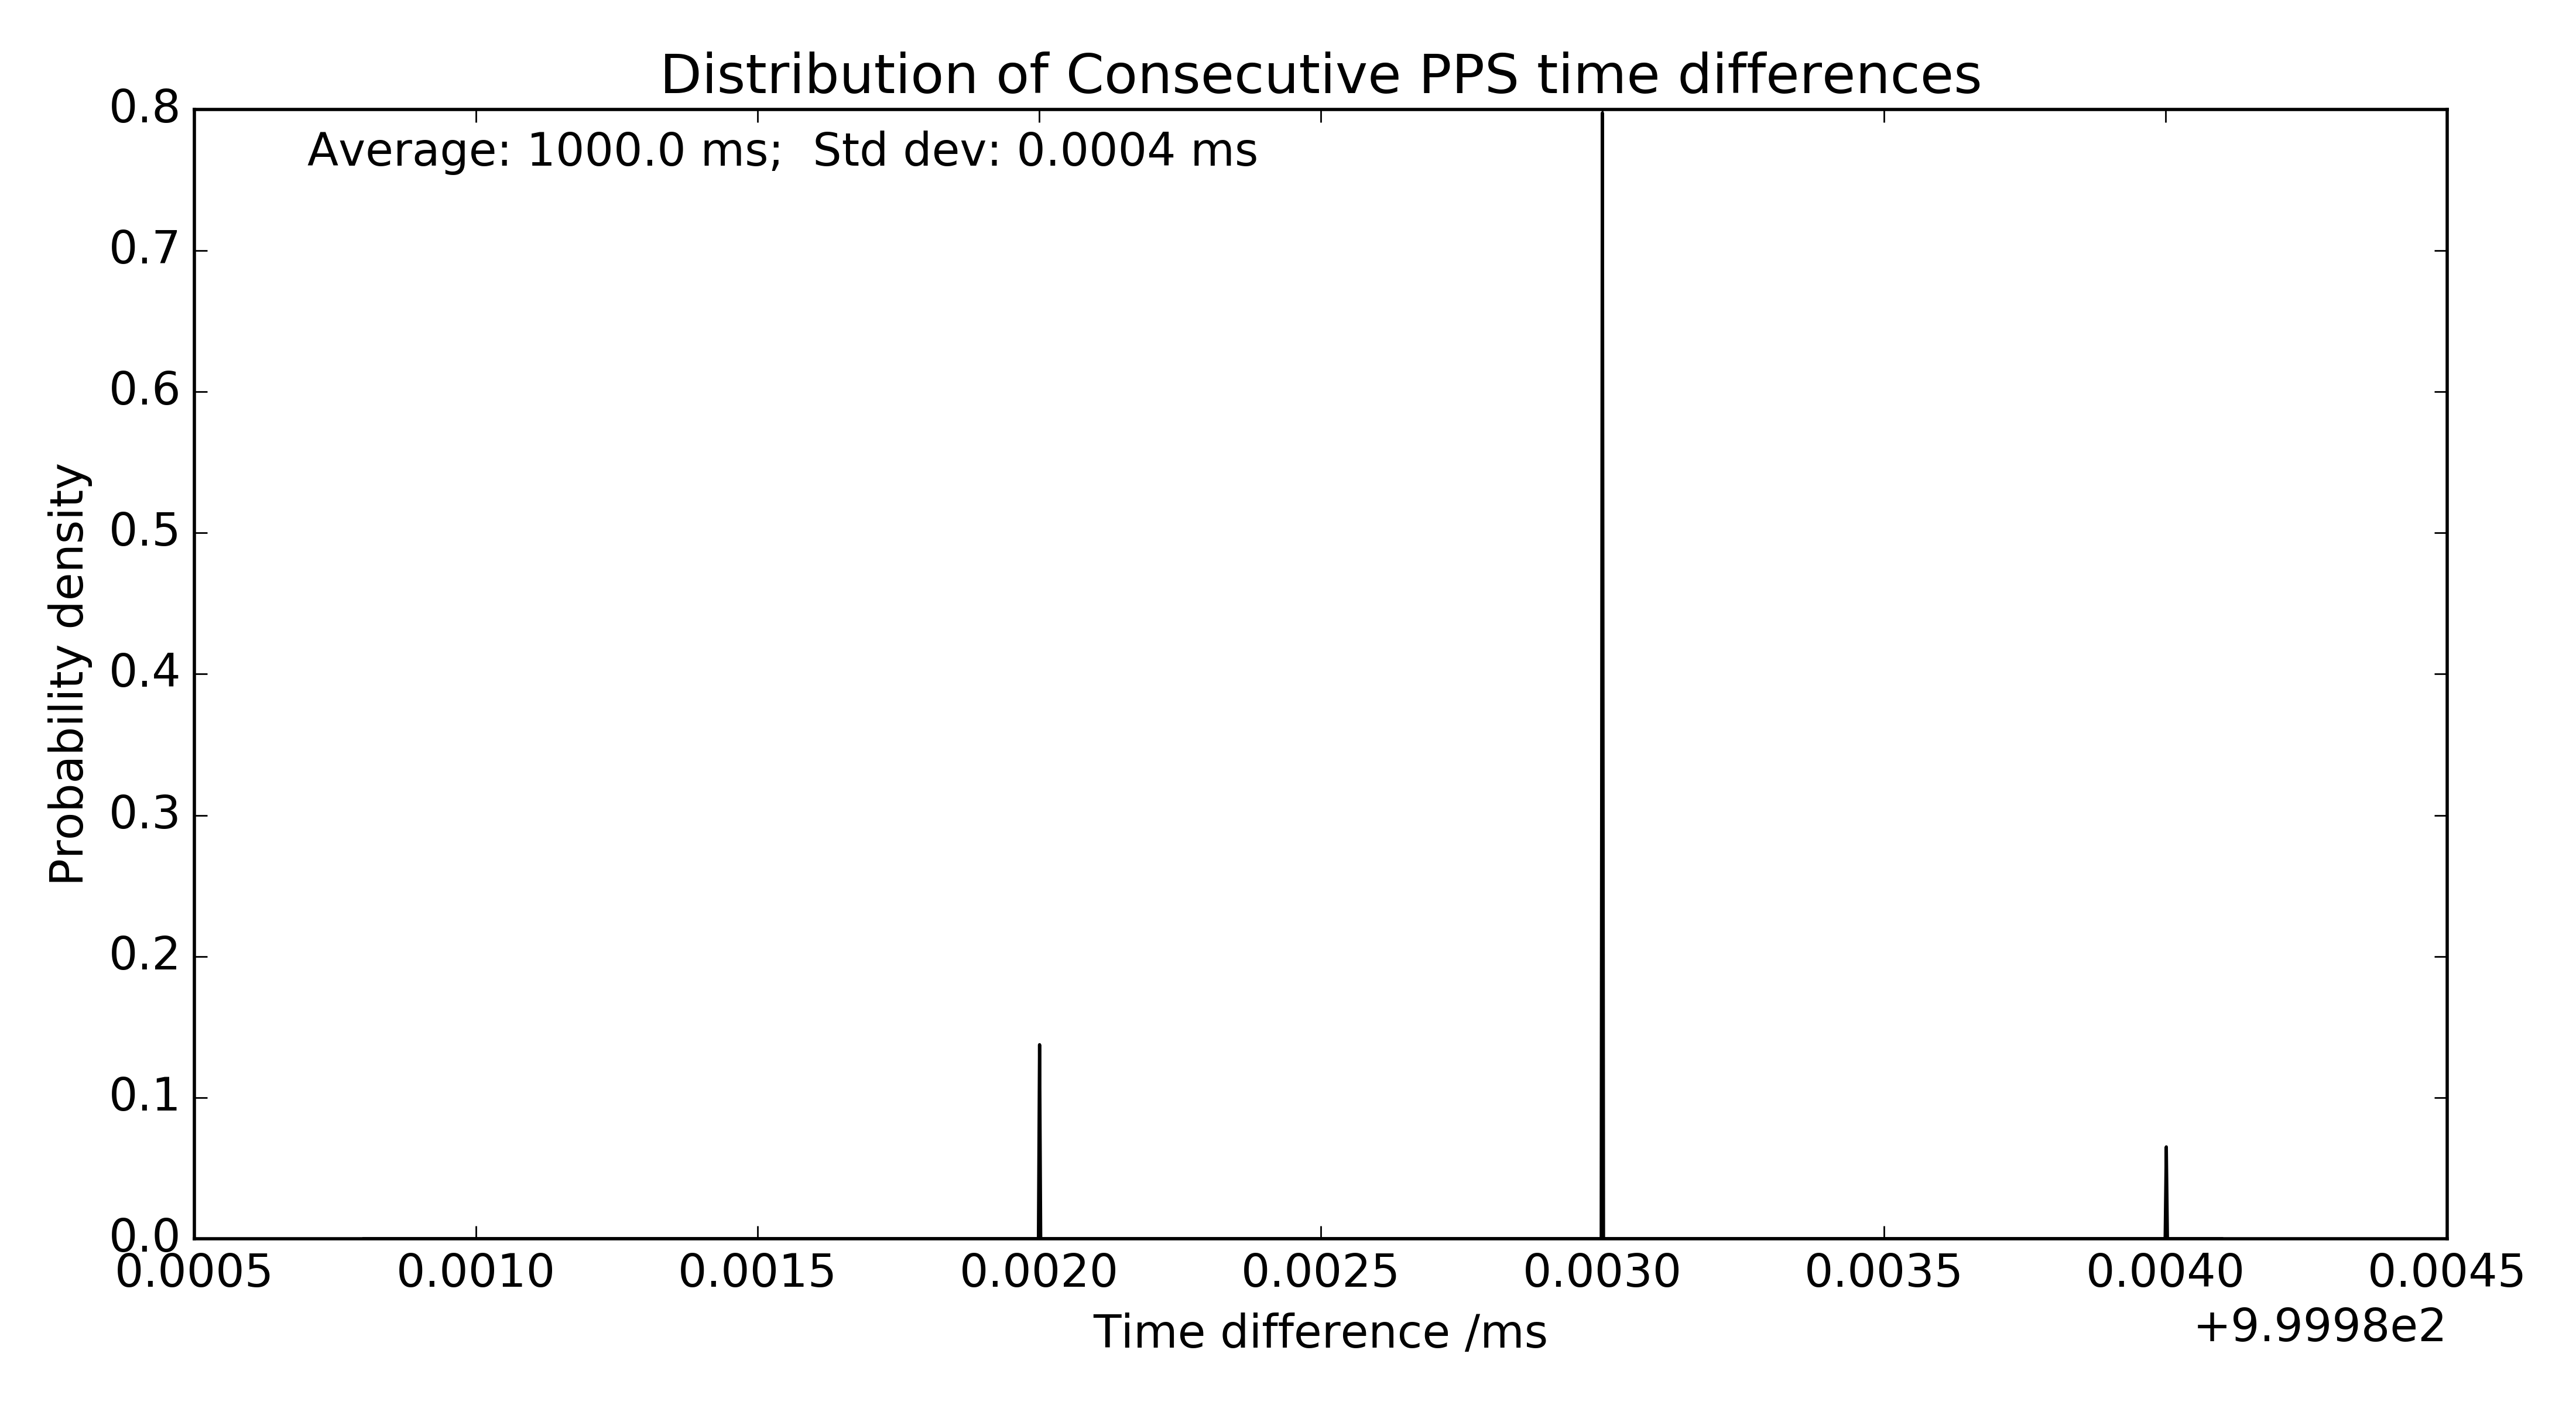 Distribution of Consecutive PPS time differences
Average: 1000.0 ms;  Std dev: 0.0004 ms
Probability density
0.8
0.7
0.6
0.5
0.4
0.3
0.2
0.1
0.0
0.0005 0.0010 0.0015 0.0020 0.0025 0.0030 0.0035 0.0040 0.0045
Time difference /ms
+9.9998e2